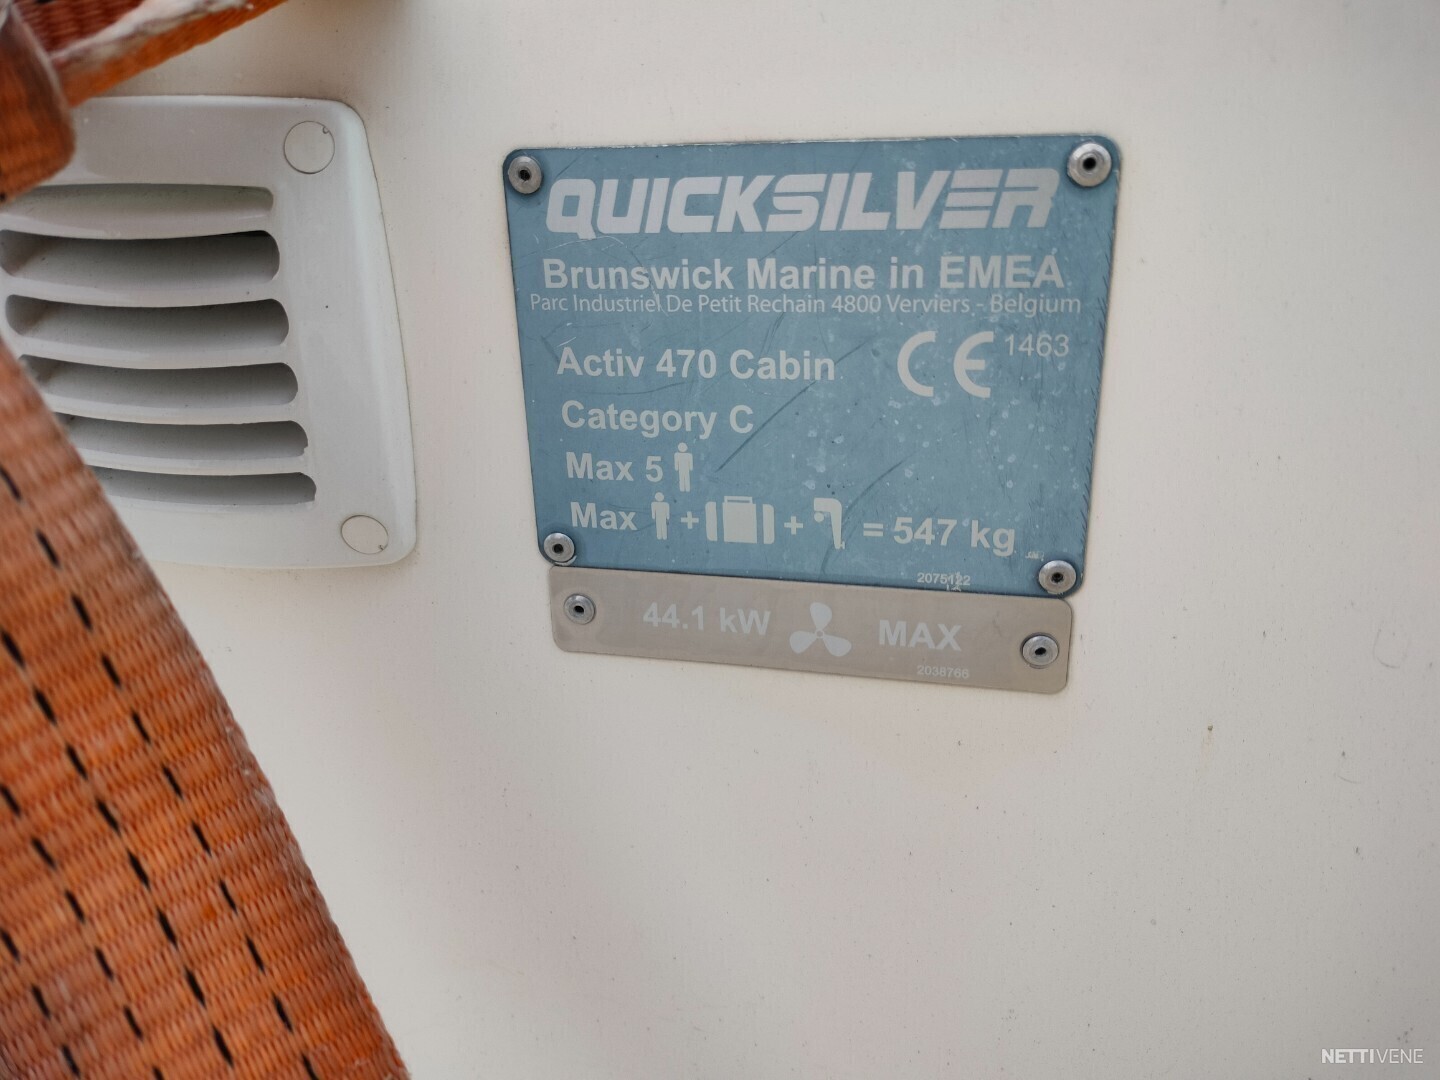 QUICKSILVER
Brunswick Marine in EMEA
Parc Industriel De Petit Rechain 4800 Verviers - Belgium
Activ 470 Cabin CE 1463
Category C
Max 5
Max + + = 547 kg
2075122
44.1 kW MAX
2038766
NETTIVENE